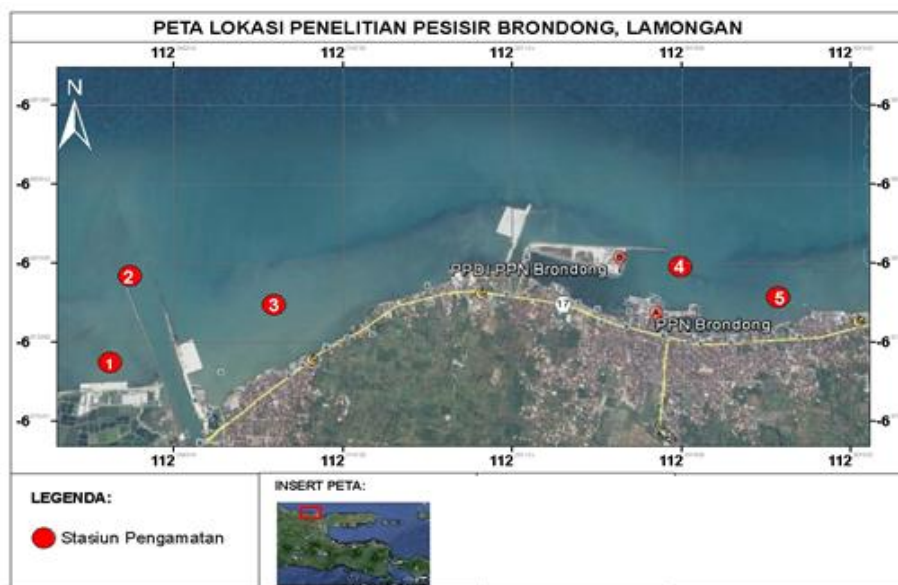 PETA LOKASI PENELITIAN PESISIR BRONDONG, LAMONGAN
112 112 112 112 112
N
-6 -6
-6 -6
2 4
-6 -6
PPDI PPN Brondong B
3 5
17
A
PPN Brondong
-6 -6
1
-6 -6
112 112 112 112 112
LEGENDA:
Stasiun Pengamatan
INSERT PETA: